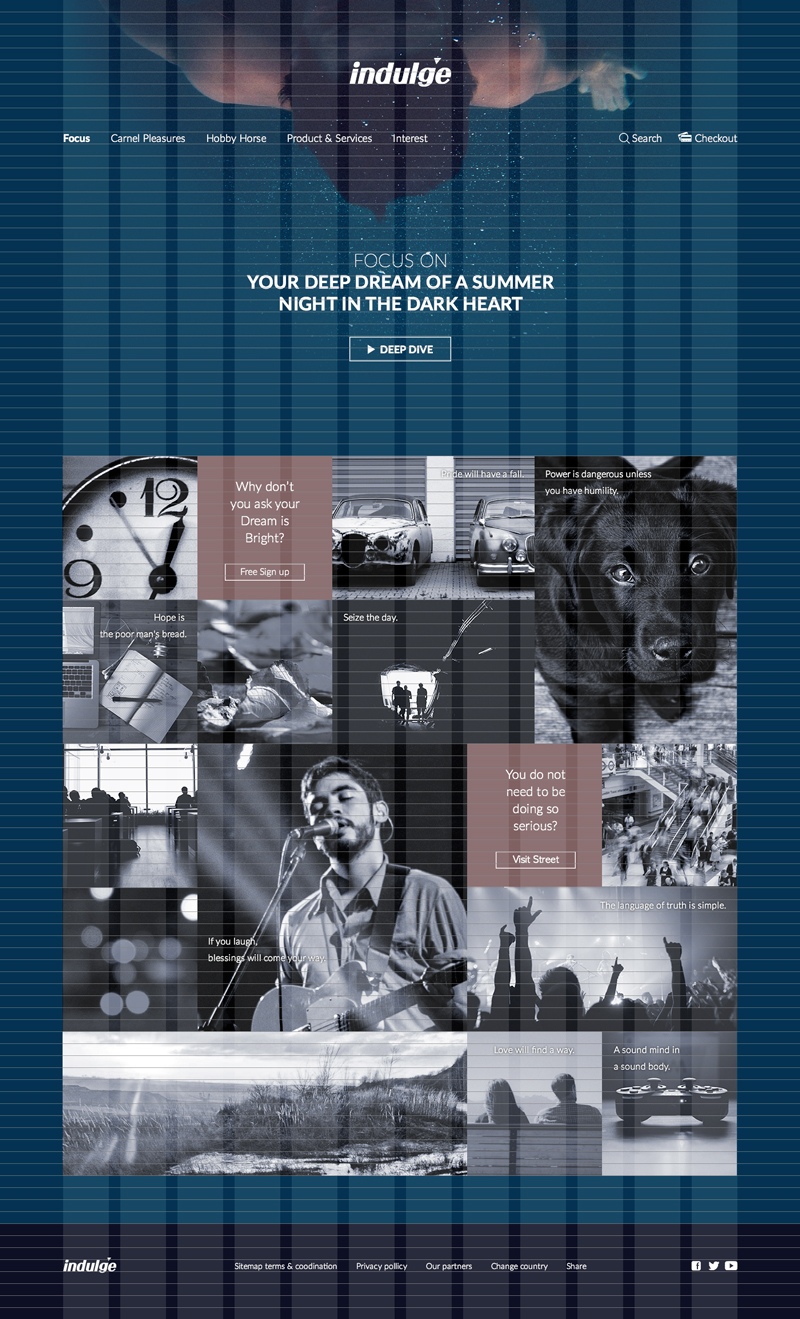 indulge
Focus
Carnel Pleasures
Hobby Horse
Product & Services
Interest
Search
Checkout
FOCUS ON
YOUR DEEP DREAM OF A SUMMER
NIGHT IN THE DARK HEART
DEEP DIVE
12
9
Why don't
you ask your
Dream is
Bright?
Free Sign up
Pride will have a fall.
Power is dangerous unless
you have humility.
Hope is
the poor man's bread.
Seize the day.
You do not
need to be
doing so
serious?
Visit Street
If you laugh,
blessings will come your way.
The language of truth is simple.
Love will find a way.
A sound mind in
a sound body.
indulge
Sitemap terms & coodination
Privacy pollicy
Our partners
Change country
Share